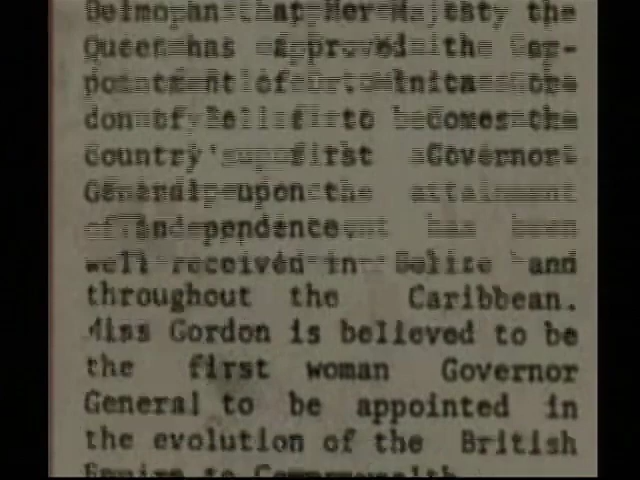 Belmopan that Her Majesty the
Queen has approved the ap-
pointment of Minita Gor-
don of Belize to become the
country's first Governor
General upon the attainment
of independence has been
well received in Belize and
throughout the Caribbean.
Miss Gordon is believed to be
the first woman Governor
General to be appointed in
the evolution of the British
Empire to Commonwealth